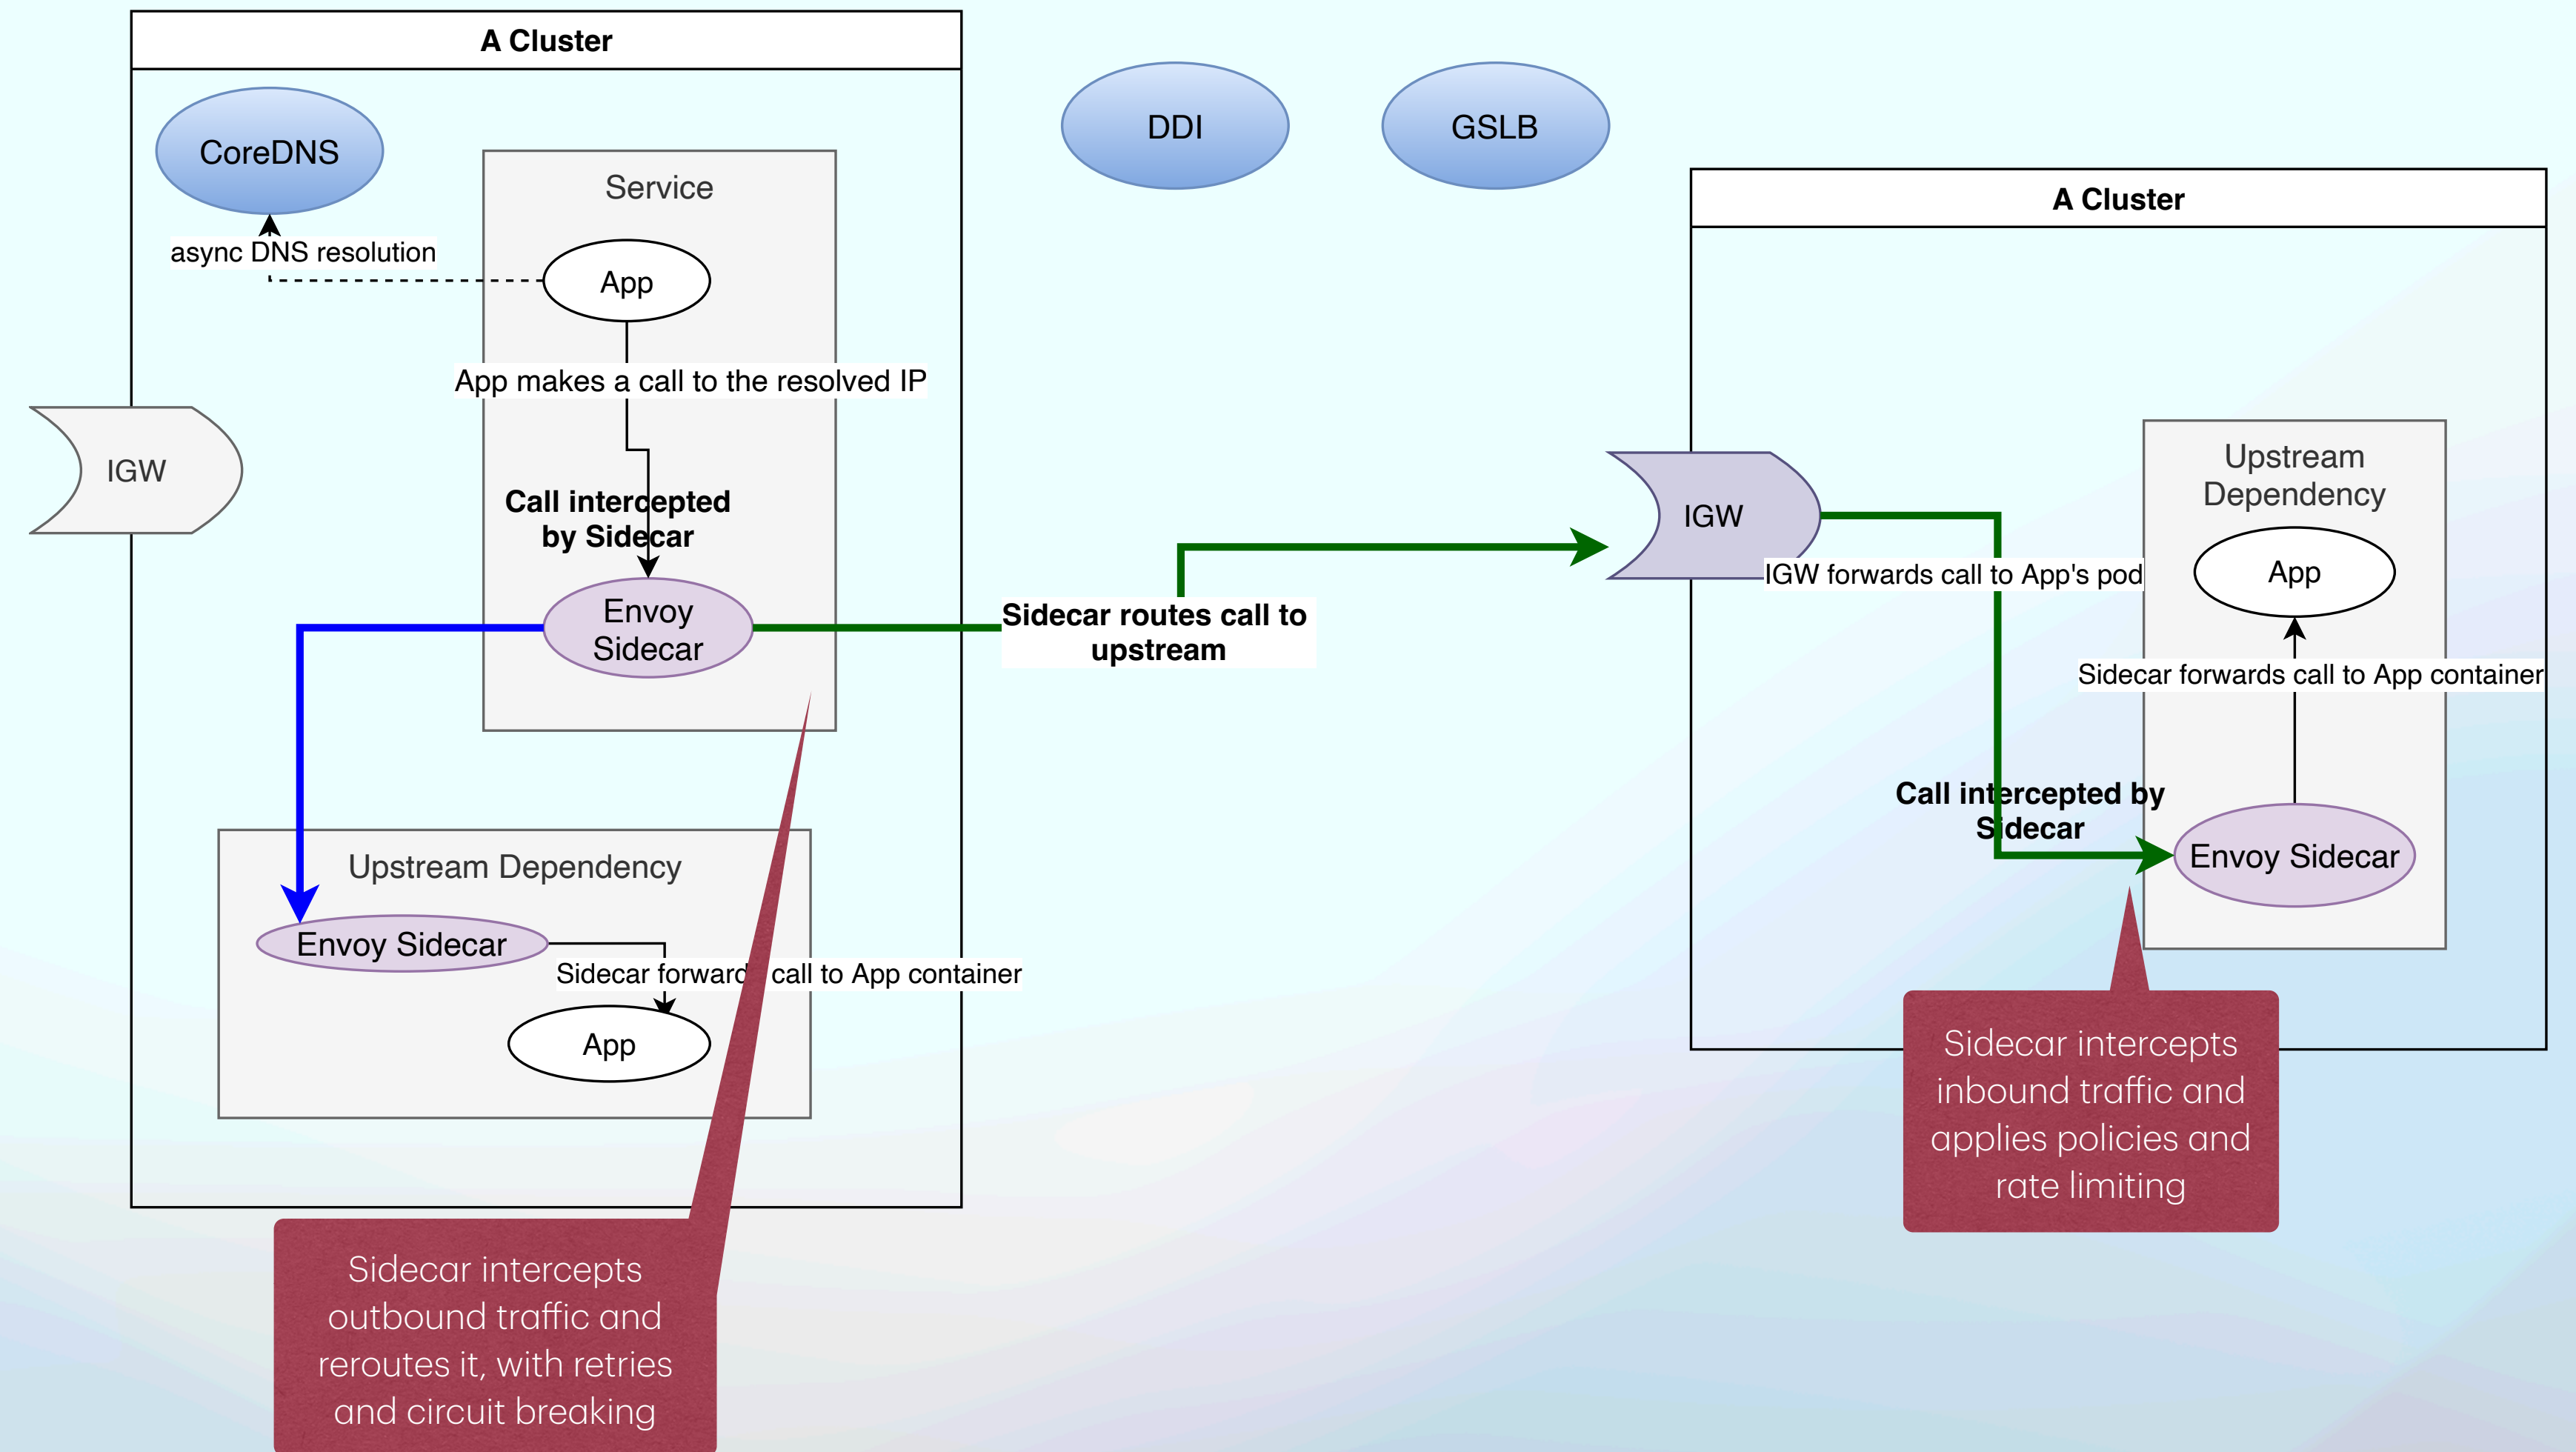 A Cluster
CoreDNS
async DNS resolution
Service
App
App makes a call to the resolved IP
Call intercepted
by Sidecar
Envoy
Sidecar
IGW
Upstream Dependency
Envoy Sidecar
Sidecar forwards call to App container
App
Sidecar intercepts
outbound traffic and
reroutes it, with retries
and circuit breaking
DDI
GSLB
Sidecar routes call to
upstream
A Cluster
IGW
IGW forwards call to App's pod
Upstream
Dependency
App
Sidecar forwards call to App container
Call intercepted by
Sidecar
Envoy Sidecar
Sidecar intercepts
inbound traffic and
applies policies and
rate limiting